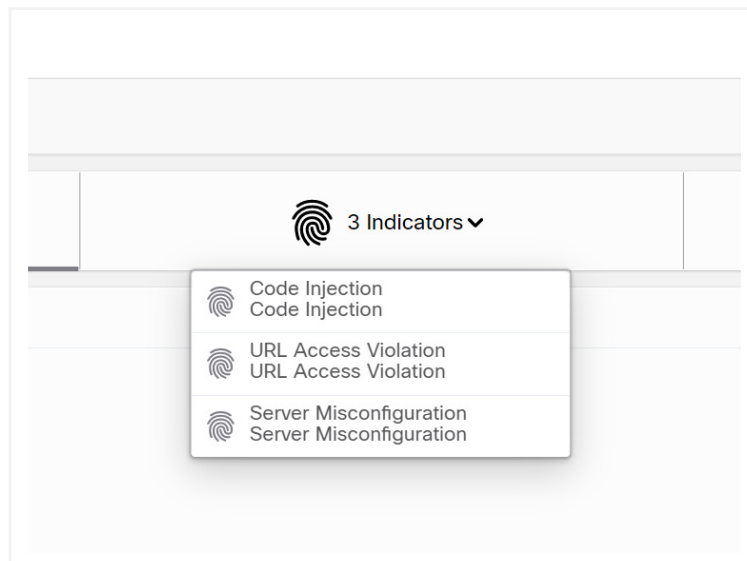 3 Indicators
Code Injection
Code Injection
URL Access Violation
URL Access Violation
Server Misconfiguration
Server Misconfiguration